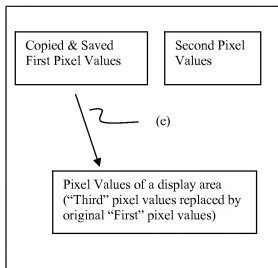 Copied & Saved
First Pixel Values
Second Pixel
Values
(c)
Pixel Values of a display area
("Third" pixel values replaced by
original "First" pixel values)